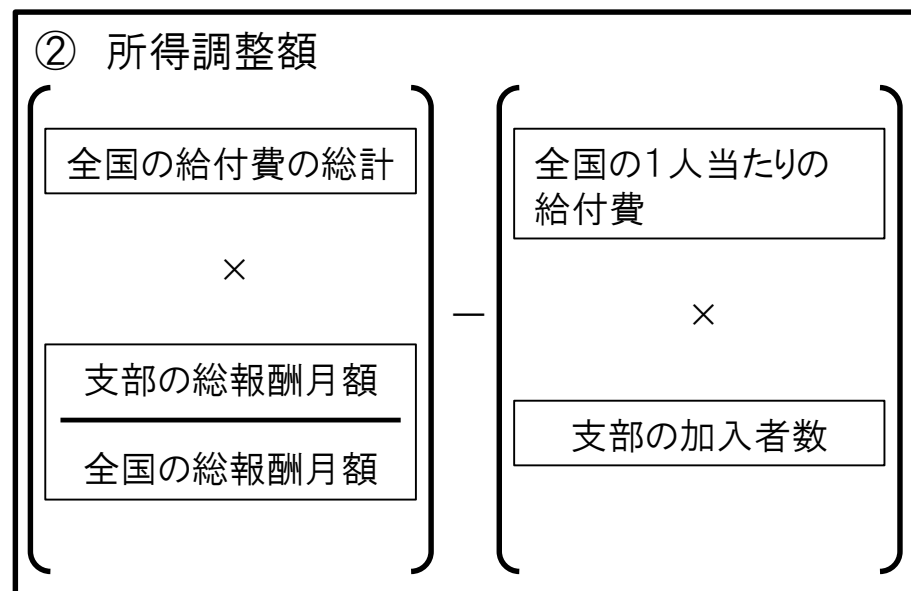 ② 所得調整額
全国の給付費の総計
×
支部の総報酬月額
全国の総報酬月額
－
全国の1人当たりの
給付費
×
支部の加入者数